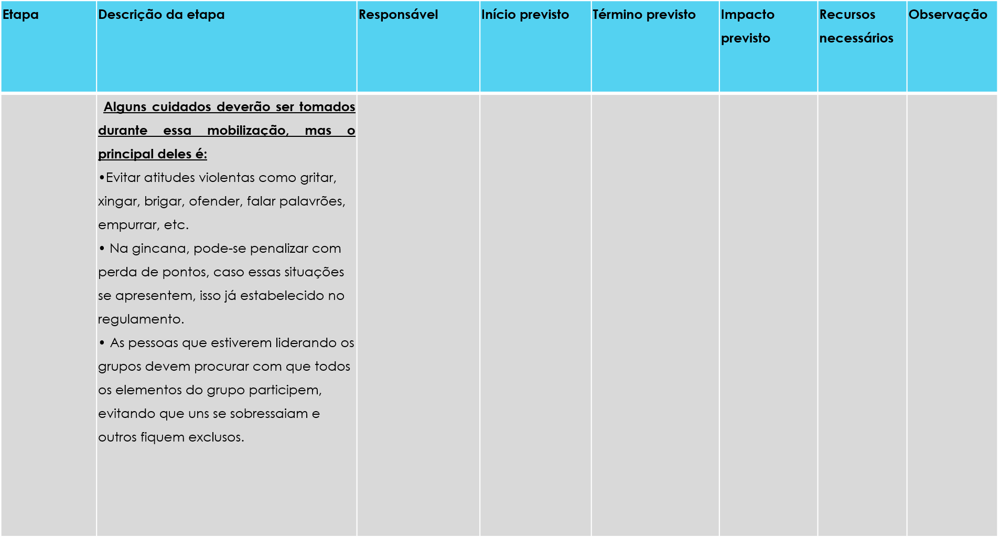 Etapa
Descrição da etapa
Responsável
Início previsto
Término previsto
Impacto
previsto
Recursos
necessários
Observação
Alguns cuidados deverão ser tomados
durante essa mobilização, mas o
principal deles é:
•Evitar atitudes violentas como gritar,
xingar, brigar, ofender, falar palavrões,
empurrar, etc.
• Na gincana, pode-se penalizar com
perda de pontos, caso essas situações
se apresentem, isso já estabelecido no
regulamento.
• As pessoas que estiverem liderando os
grupos devem procurar com que todos
os elementos do grupo participem,
evitando que uns se sobressaiam e
outros fiquem exclusos.